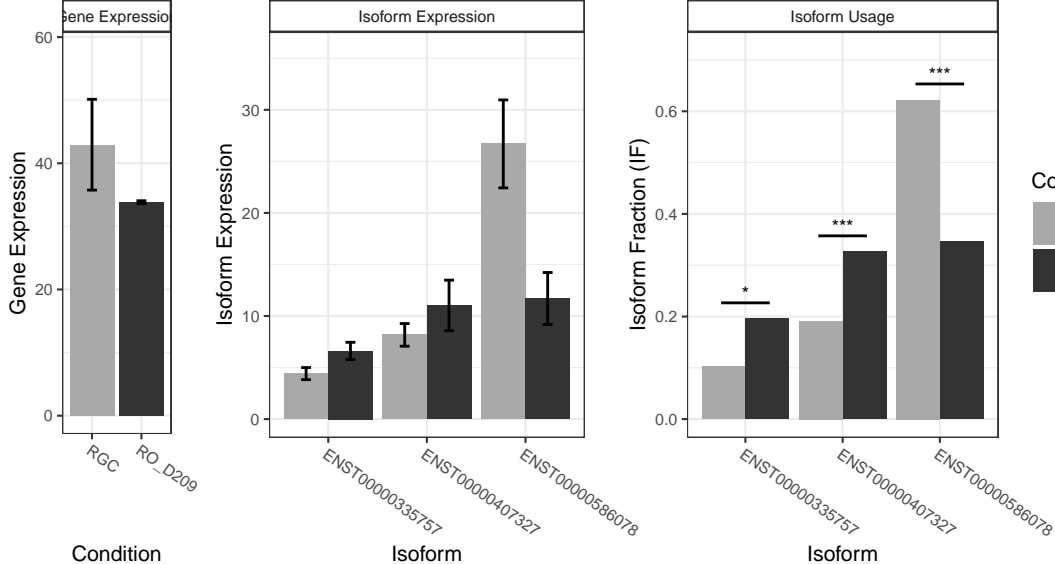 Gene Expression
Isoform Expression
Isoform Usage
Gene Expression
60
40
20
0
RGC
RO_D209
Condition
Isoform Expression
30
20
10
0
ENST00000335757
ENST00000407327
ENST00000586078
Isoform
Isoform Fraction (IF)
0.6
0.4
0.2
0.0
*
***
***
ENST00000335757
ENST00000407327
ENST00000586078
Isoform
Co